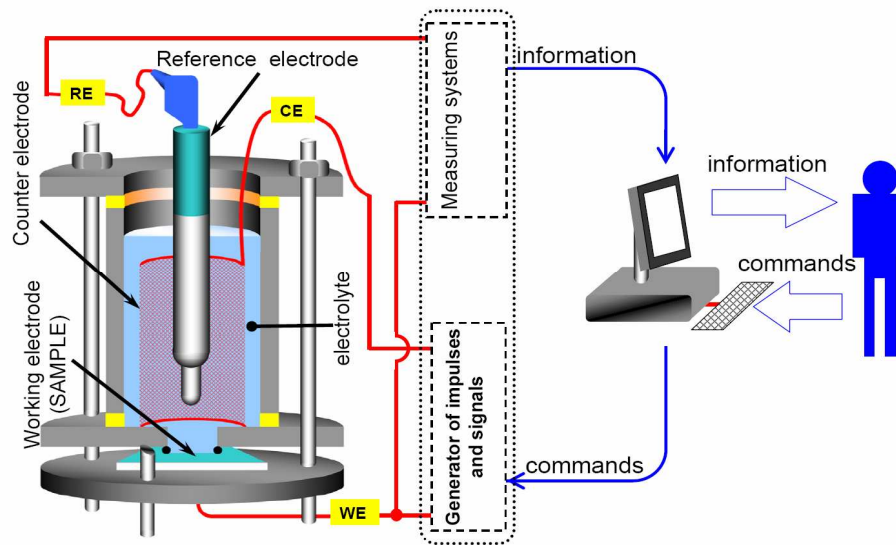 Reference electrode
RE
CE
Counter electrode
electrolyte
Working electrode
(SAMPLE)
WE
Measuring systems
Generator of impulses
and signals
information
information
commands
commands